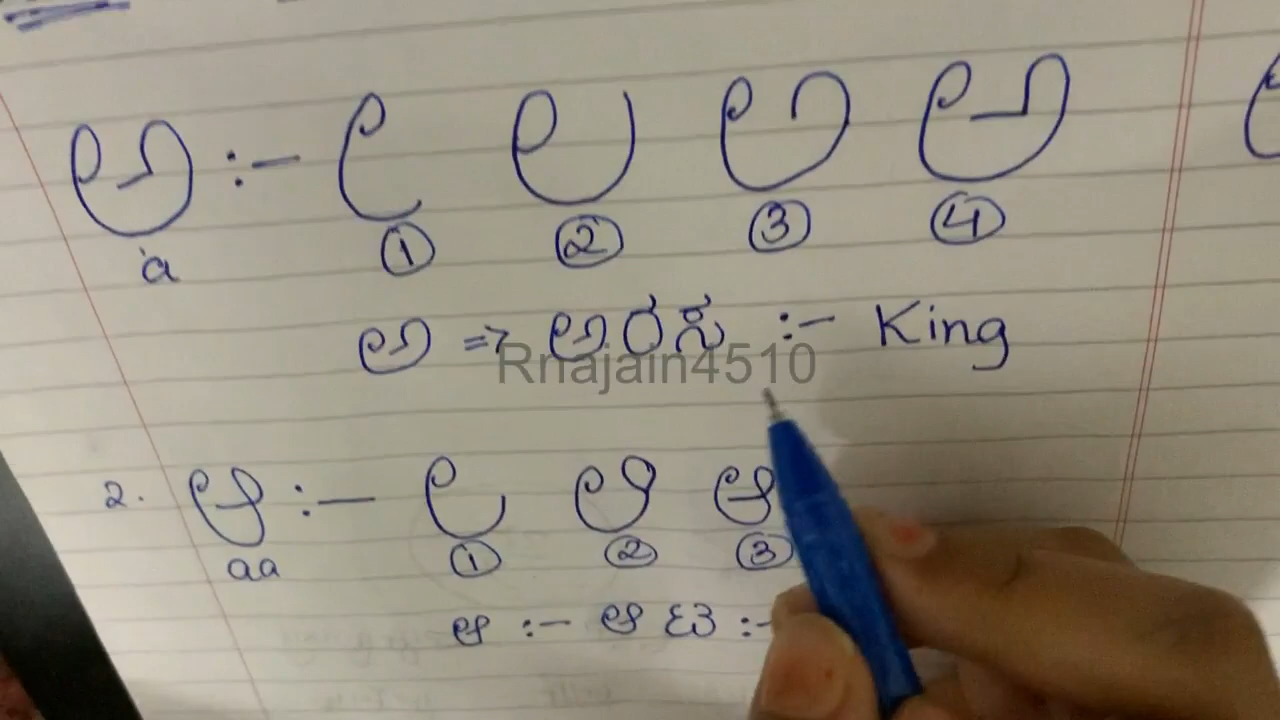 ಅ :-
a ① ② ③ ④
ಅ => ಅರಸು :- King
Rnajain4510
2. ಆ :-
aa ① ② ③
ಆ :- ಆಟ :-